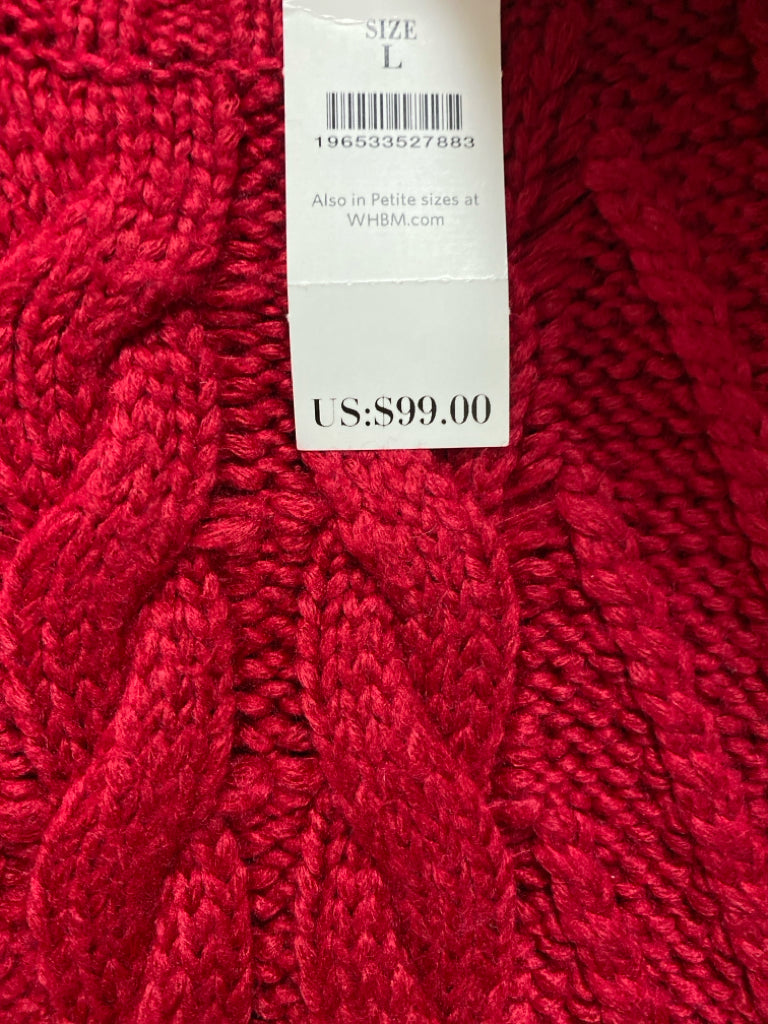 SIZE
L
196533527883
Also in Petite sizes at
WHBM.com
US:$99.00